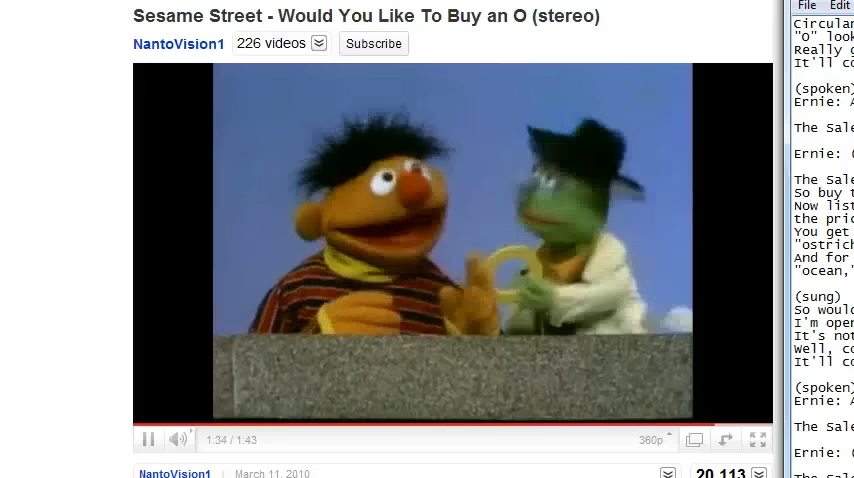 Sesame Street - Would You Like To Buy an O (stereo)
NantoVision1 226 videos Subscribe
1:34 / 1:43 360p
NantoVision1 | March 11, 2010 20,113
File Edit
Circular
"O" look
Really g
It'll co
(spoken)
Ernie: A
The Sale
Ernie: (
The Sale
So buy t
Now list
the pric
You get
"ostrich
And for
"ocean,"
(sung)
So would
I'm open
It's not
Well, co
It'll co
(spoken)
Ernie: A
The Sale
Ernie: (
The Sale